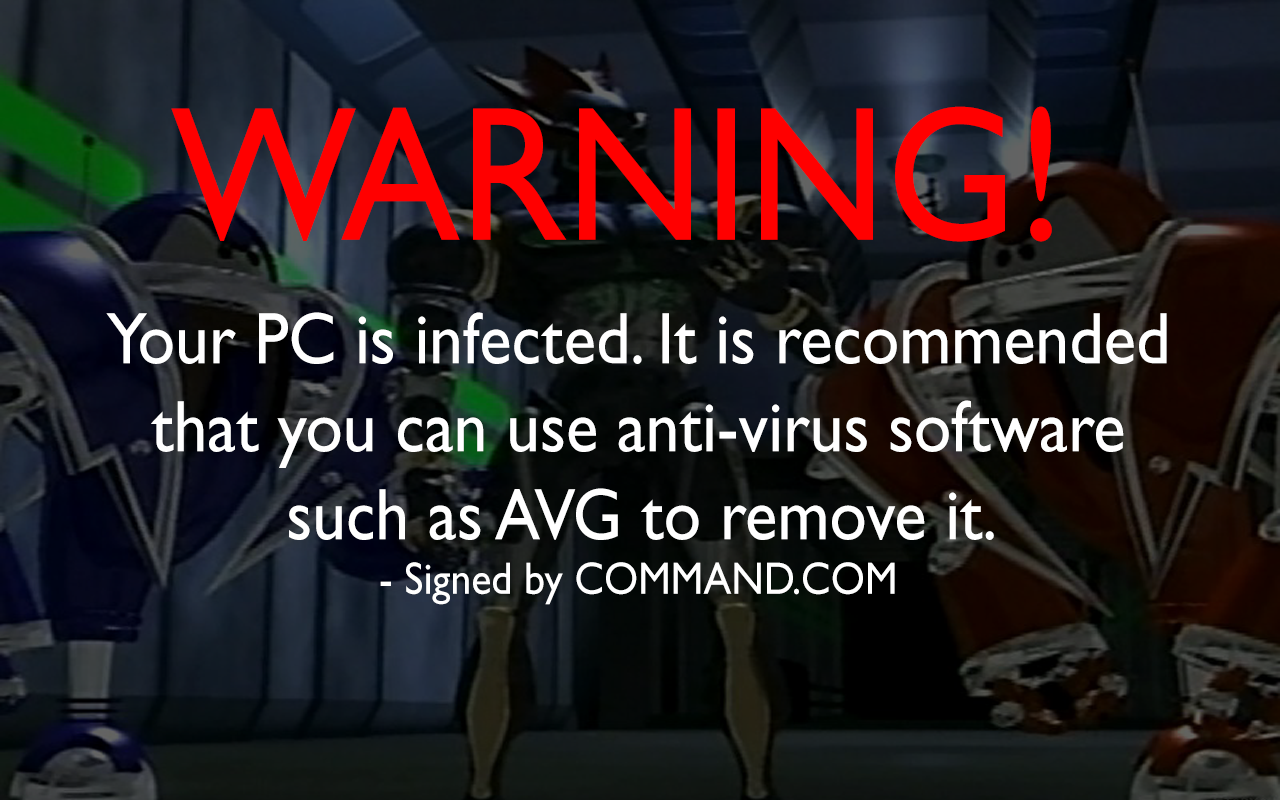 WARNING!
Your PC is infected. It is recommended
that you can use anti-virus software
such as AVG to remove it.
- Signed by COMMAND.COM